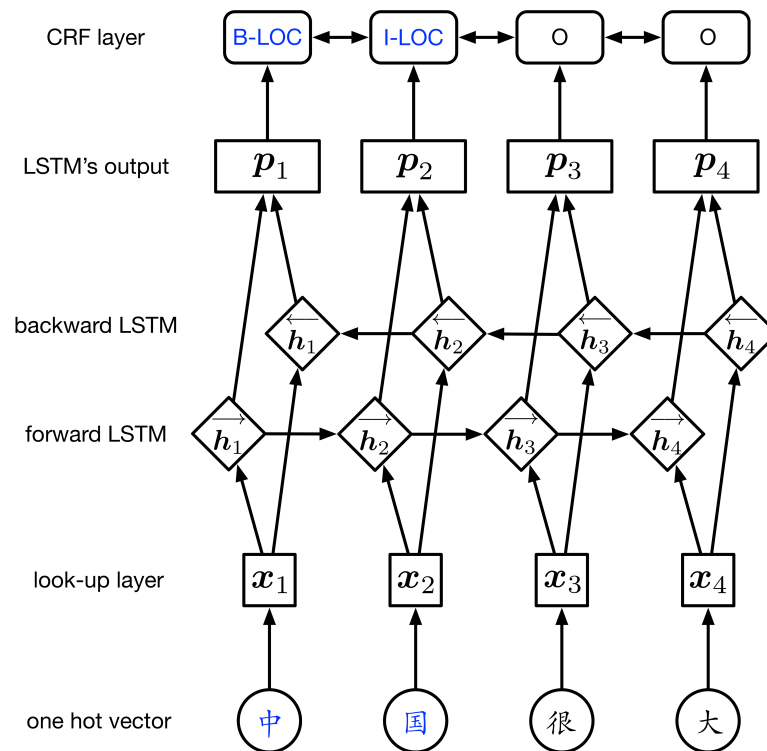 CRF layer B-LOC I-LOC O O
LSTM's output p1 p2 p3 p4
backward LSTM ←h1 ←h2 ←h3 ←h4
forward LSTM →h1 →h2 →h3 →h4
look-up layer x1 x2 x3 x4
one hot vector 中 国 很 大